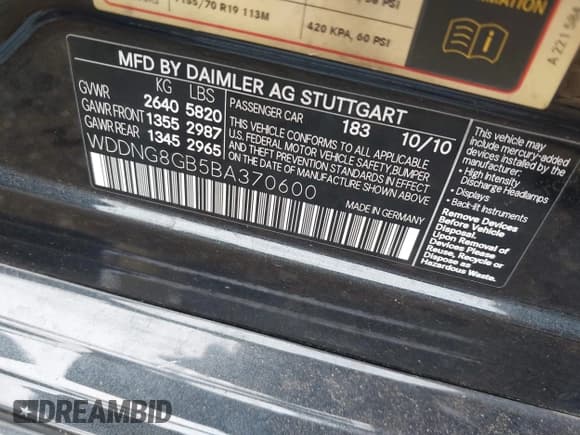 T155/70 R19 113M
420 KPA, 60 PSI
A 221 584
MFD BY DAIMLER AG STUTTGART
KG LBS
GVWR 2640 5820
GAWR FRONT 1355 2987
GAWR REAR 1345 2965
PASSENGER CAR 183 10/10
THIS VEHICLE CONFORMS TO ALL APPLICABLE
U.S. FEDERAL MOTOR VEHICLE SAFETY,BUMPER
AND THEFT PREVENTION STANDARDS IN EFFECT
ON THE DATE OF MANUFACTURE SHOWN ABOVE
WDDNG8GB5BA370600
MADE IN GERMANY
This vehicle may
include mercury-added
devices installed by the
manufacturer:
- High Intensity
Discharge Headlamps
- Displays
- Back-lit Instruments
Remove Devices
Before Vehicle
Disposal.
Upon Removal of
Devices Please
Reuse, Recycle or
Dispose as
Hazardous Waste.
DREAMBID